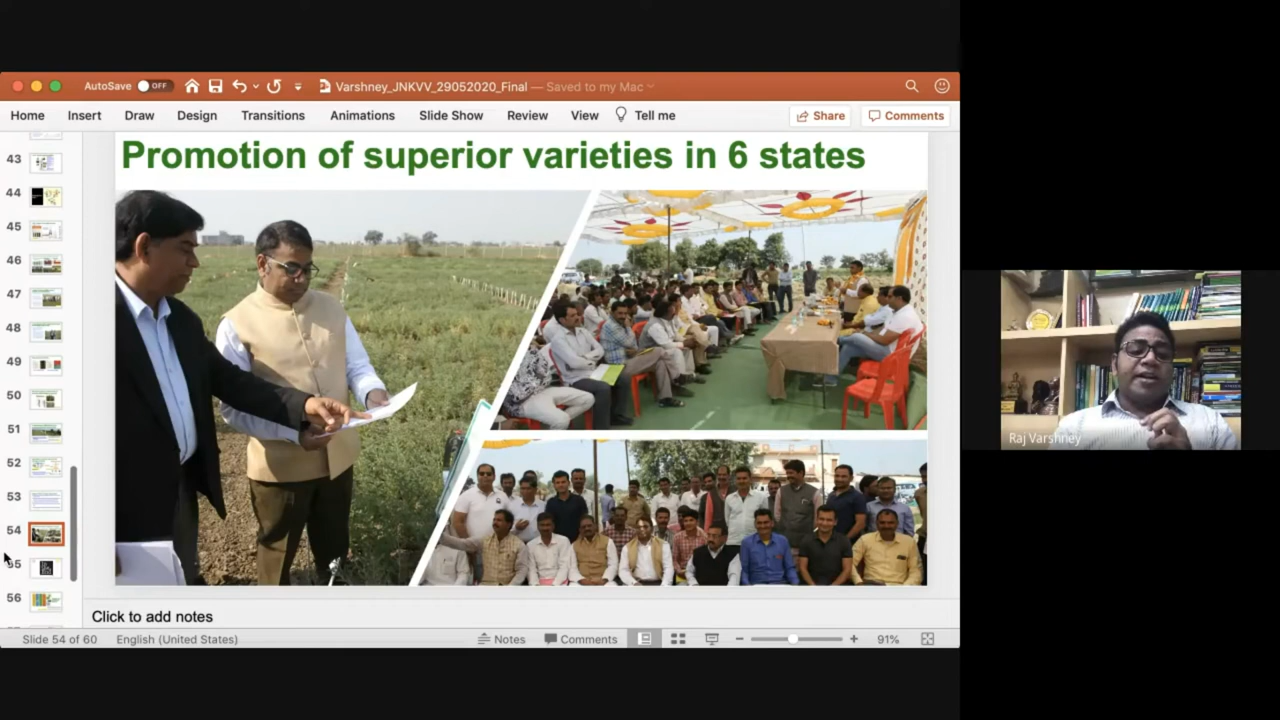 AutoSave OFF Varshney_JNKVV_29052020_Final — Saved to my Mac
Home Insert Draw Design Transitions Animations Slide Show Review View Tell me Share Comments
Promotion of superior varieties in 6 states
43
44
45
46
47
48
49
50
51
52
53
54
55
56
Raj Varshney
Click to add notes
Slide 54 of 60 English (United States) Notes Comments 91%